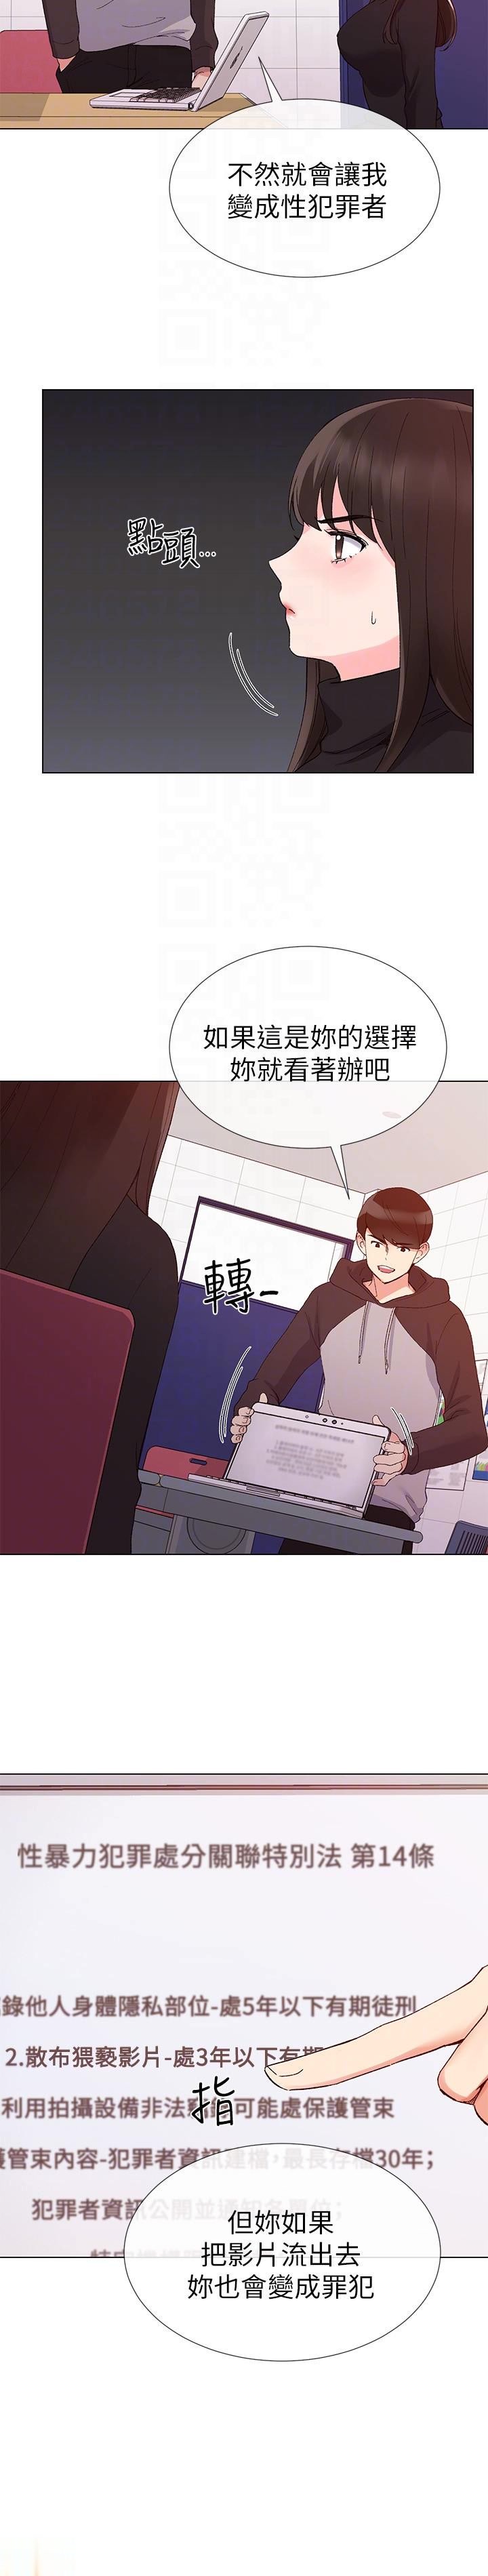 不然就會讓我
變成性犯罪者
點頭...
如果這是妳的選擇
妳就看著辦吧
轉-
性暴力犯罪處分關聯特別法 第14條
錄他人身體隱私部位-處5年以下有期徒刑
2.散布猥褻影片-處3年以下有期
利用拍攝設備非法
可能處保護管束
管束內容-犯罪者資訊建檔，最長存檔30年；
犯罪者資訊公開並通知各單位；
指
但妳如果
把影片流出去
妳也會變成罪犯